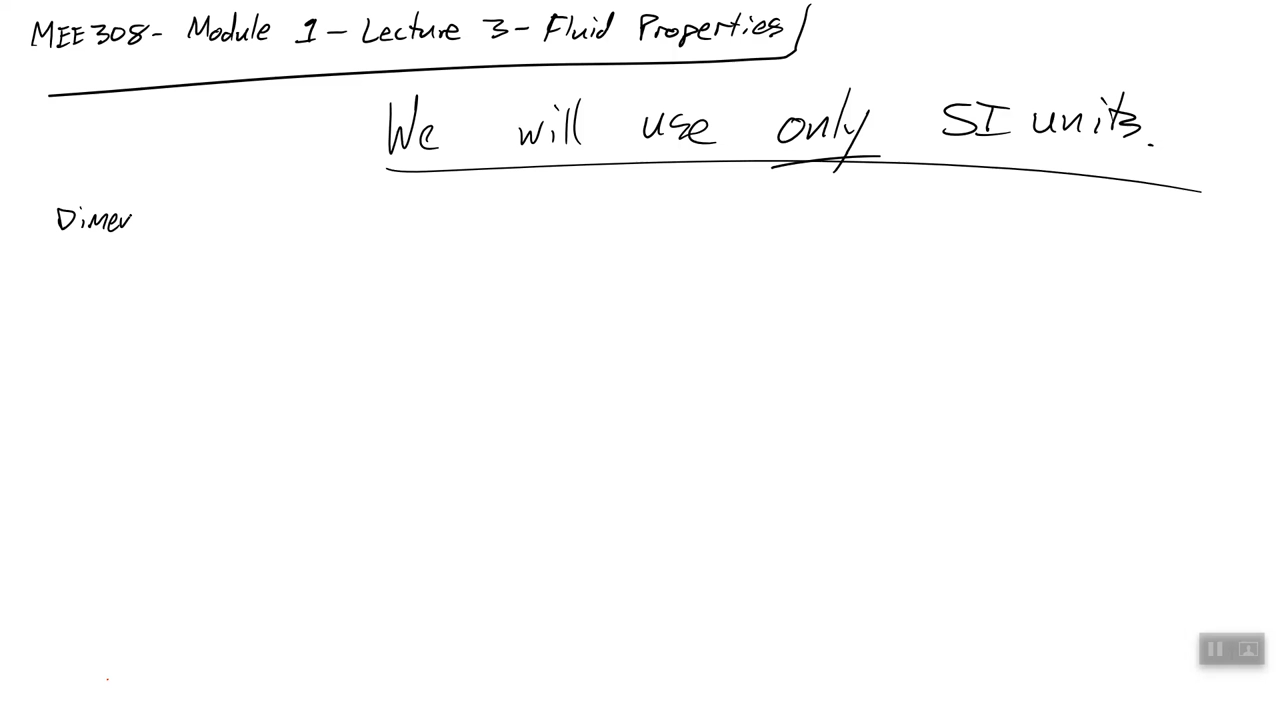 MEE308- Module 1 - Lecture 3 - Fluid Properties
We will use only SI units.
Dimen